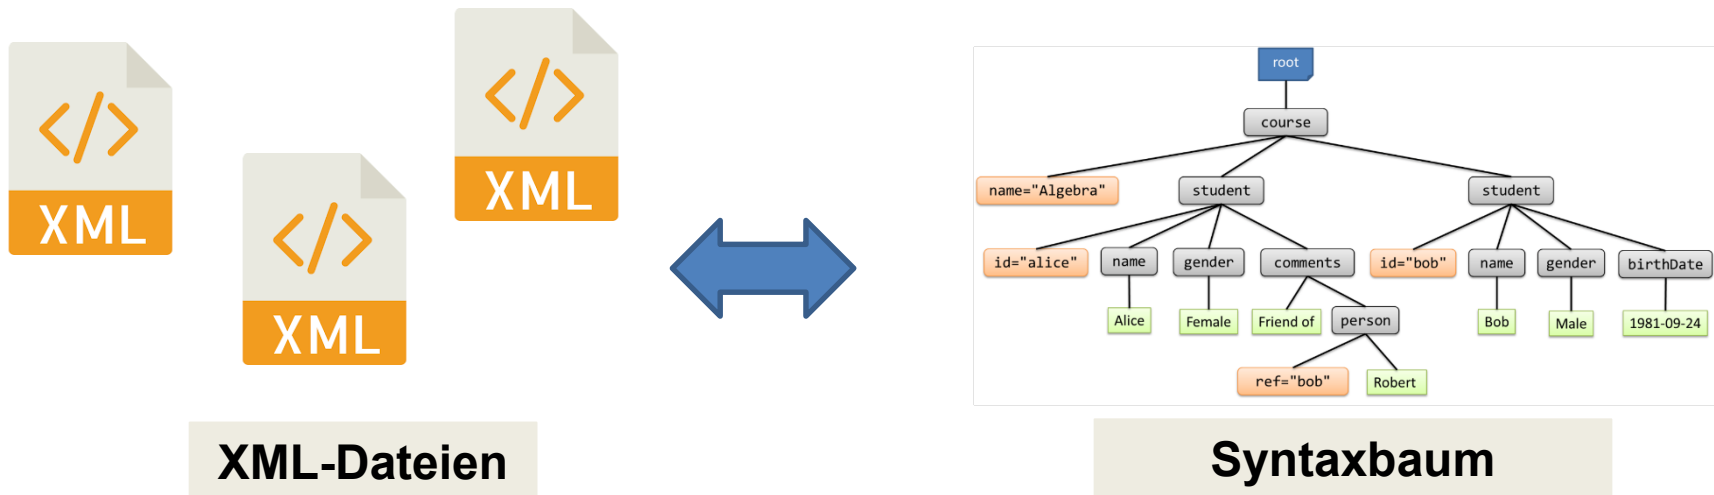 </>
XML
</>
XML
</>
XML
XML-Dateien
root
course
name="Algebra"
student
student
id="alice"
name
gender
comments
id="bob"
name
gender
birthDate
Alice
Female
Friend of
person
Bob
Male
1981-09-24
ref="bob"
Robert
Syntaxbaum